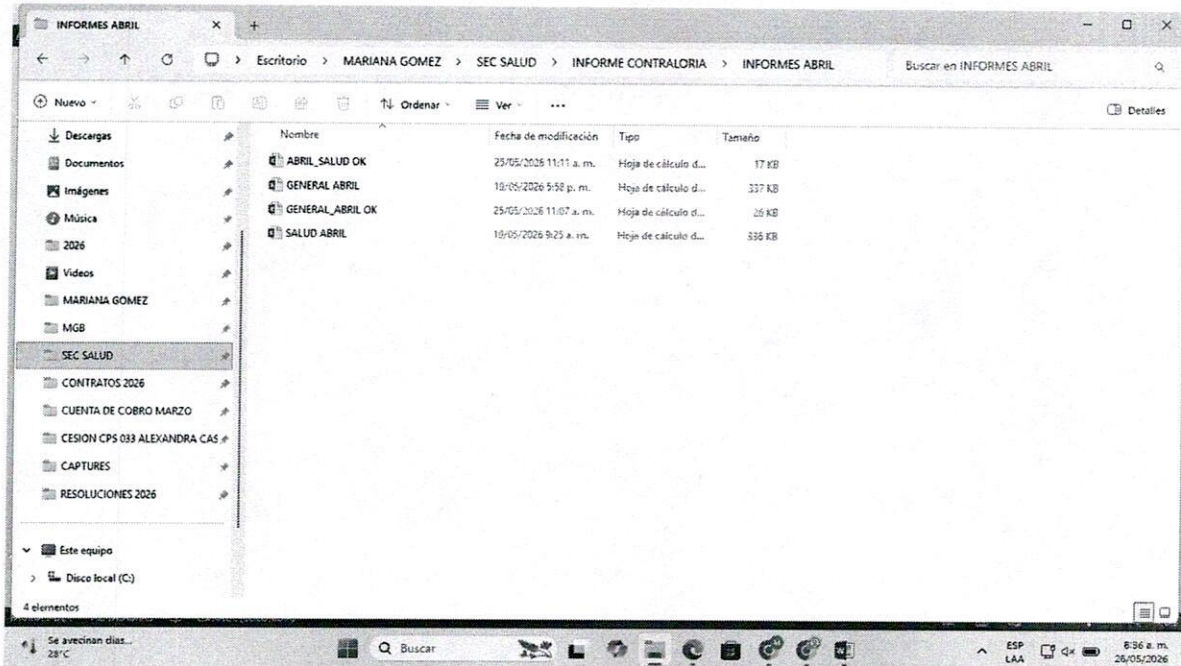 INFORMES ABRIL
Escritorio > MARIANA GOMEZ > SEC SALUD > INFORME CONTRALORIA > INFORMES ABRIL
Buscar en INFORMES ABRIL
Nuevo
Ordenar
Ver
Detalles
Descargas
Documentos
Imágenes
Música
2026
Videos
MARIANA GOMEZ
MGB
SEC SALUD
CONTRATOS 2026
CUENTA DE COBRO MARZO
CESION CPS 033 ALEXANDRA CAS
CAPTURES
RESOLUCIONES 2026
Este equipo
Disco local (C:)
Nombre Fecha de modificación Tipo Tamaño
ABRIL_SALUD OK 25/05/2026 11:11 a. m. Hoja de cálculo d... 17 KB
GENERAL ABRIL 19/05/2026 5:58 p. m. Hoja de cálculo d... 337 KB
GENERAL_ABRIL OK 25/05/2026 11:07 a. m. Hoja de cálculo d... 26 KB
SALUD ABRIL 19/05/2026 9:25 a. m. Hoja de cálculo d... 336 KB
4 elementos
Se avecinan días...
28°C
Buscar
ESP
LAA
8:36 a. m.
26/05/2026